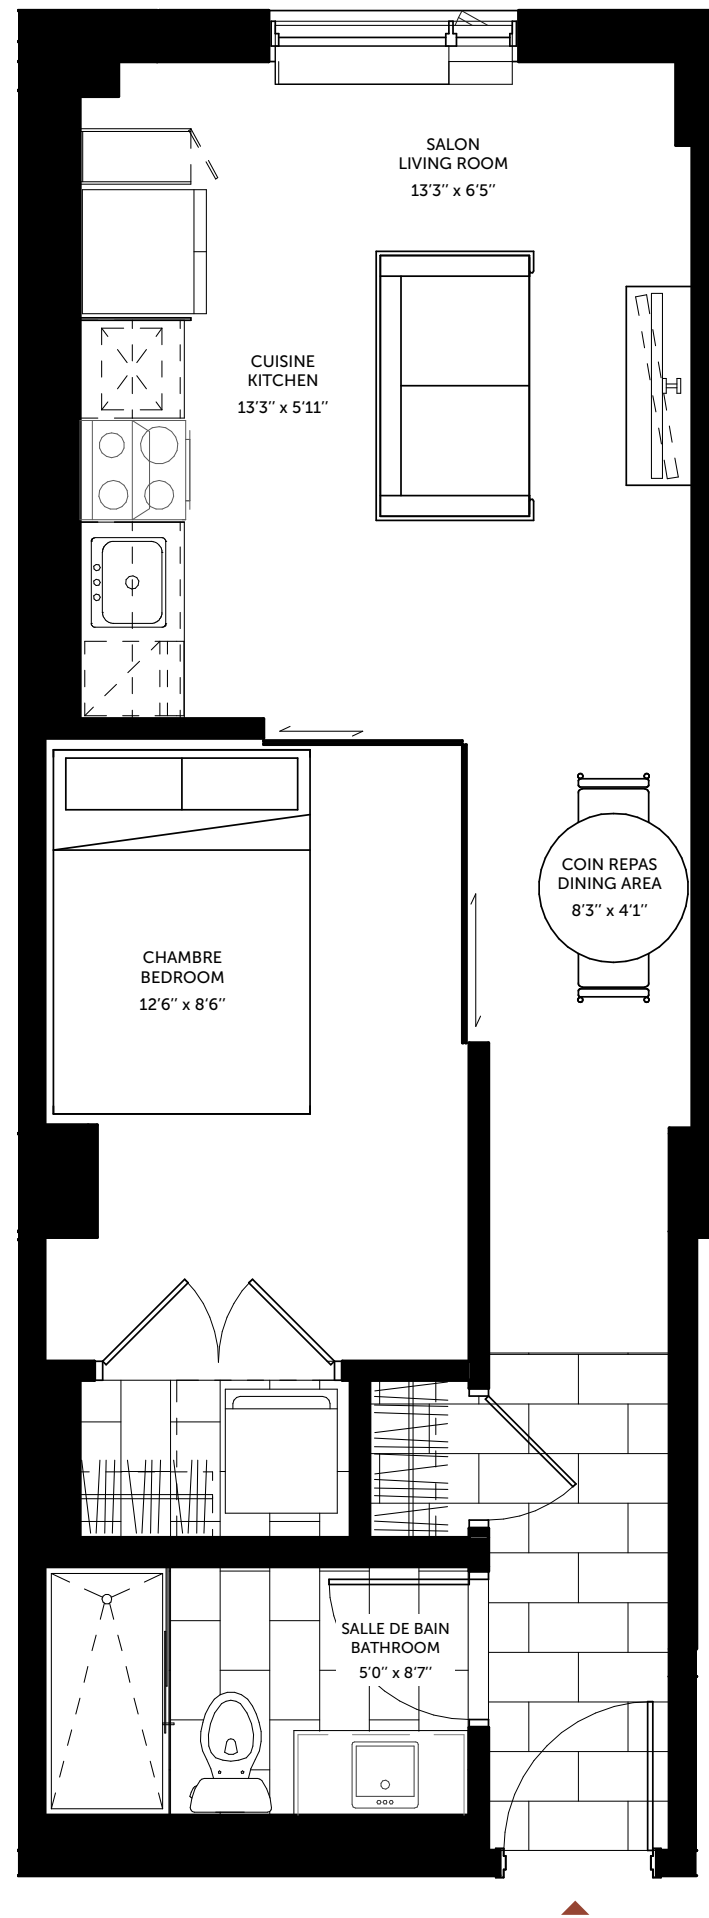 SALON
LIVING ROOM
13'3'' x 6'5''
CUISINE
KITCHEN
13'3'' x 5'11''
COIN REPAS
DINING AREA
8'3'' x 4'1''
CHAMBRE
BEDROOM
12'6'' x 8'6''
SALLE DE BAIN
BATHROOM
5'0'' x 8'7''